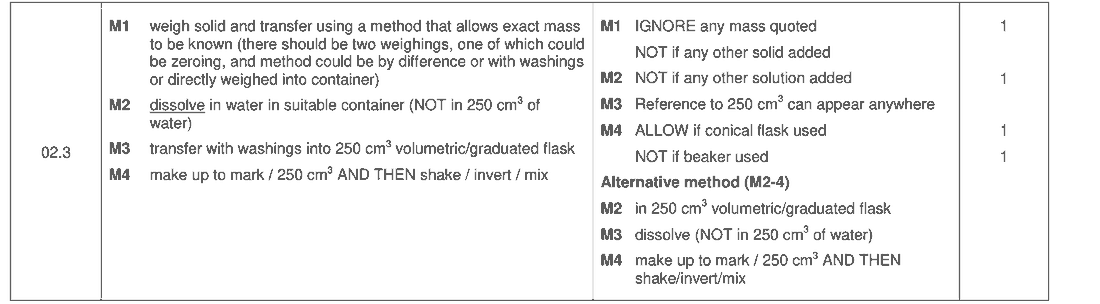 02.3
M1 weigh solid and transfer using a method that allows exact mass
to be known (there should be two weighings, one of which could
be zeroing, and method could be by difference or with washings
or directly weighed into container)
M2 dissolve in water in suitable container (NOT in 250 cm³ of
water)
M3 transfer with washings into 250 cm³ volumetric/graduated flask
M4 make up to mark / 250 cm³ AND THEN shake / invert / mix
M1 IGNORE any mass quoted
NOT if any other solid added
M2 NOT if any other solution added
M3 Reference to 250 cm³ can appear anywhere
M4 ALLOW if conical flask used
NOT if beaker used
Alternative method (M2-4)
M2 in 250 cm³ volumetric/graduated flask
M3 dissolve (NOT in 250 cm³ of water)
M4 make up to mark / 250 cm³ AND THEN
shake/invert/mix
1
1
1
1